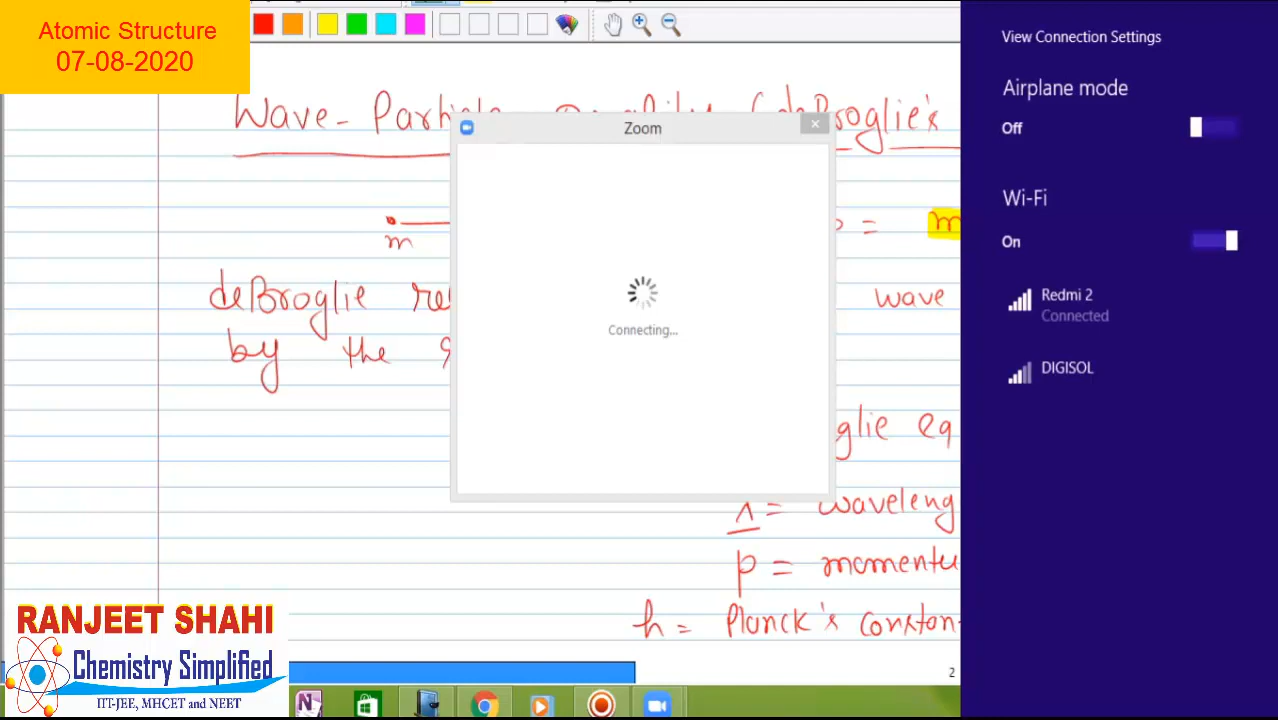 Atomic Structure
07-08-2020
Wave-Particle
(deBroglie's
Zoom
Connecting...
m
=
deBroglie
wave
by the
eq
λ = waveleng
p = momentu
h = Planck's constan
2
View Connection Settings
Airplane mode
Off
Wi-Fi
On
Redmi 2
Connected
DIGISOL
RANJEET SHAHI
Chemistry Simplified
IIT-JEE, MHCET and NEET